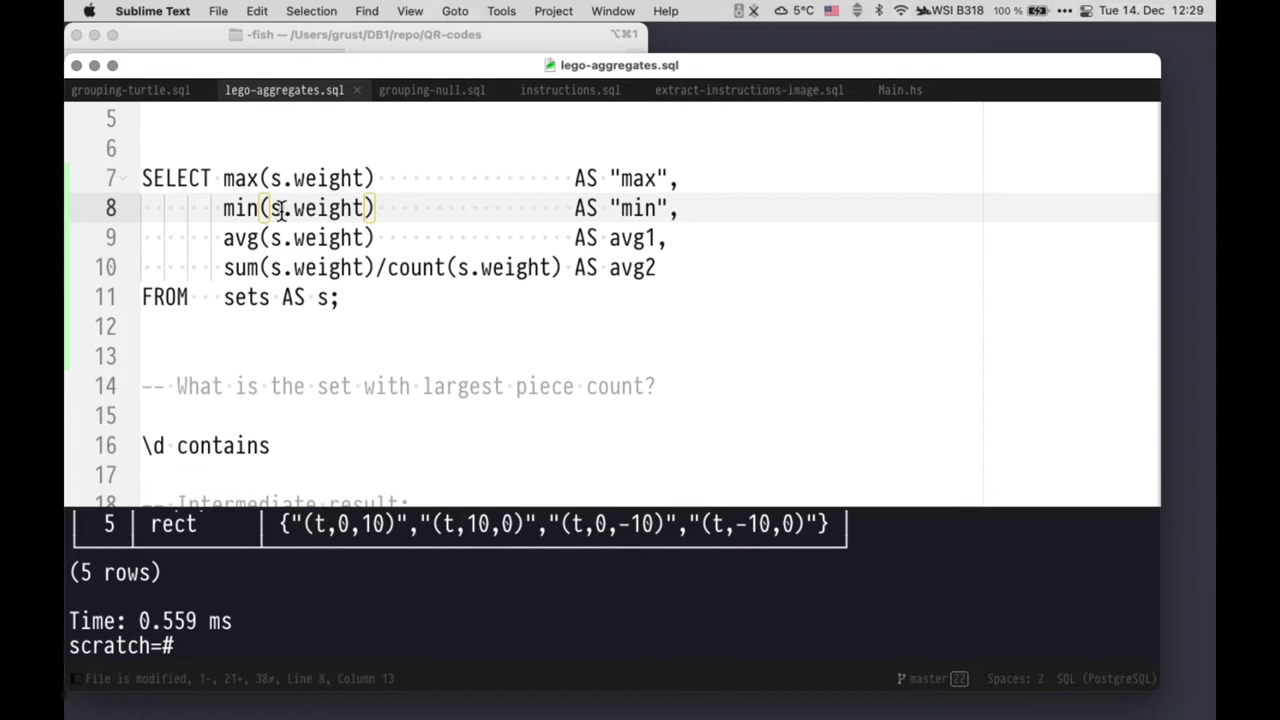 Sublime Text File Edit Selection Find View Goto Tools Project Window Help 5°C WSI B318 100 % Tue 14. Dec 12:29
-fish — /Users/grust/DB1/repo/QR-codes ⌥⌘1
lego-aggregates.sql
grouping-turtle.sql lego-aggregates.sql × grouping-null.sql instructions.sql extract-instructions-image.sql Main.hs
5
6
7 SELECT max(s.weight) AS "max",
8 min(s.weight) AS "min",
9 avg(s.weight) AS avg1,
10 sum(s.weight)/count(s.weight) AS avg2
11 FROM sets AS s;
12
13
14 -- What is the set with largest piece count?
15
16 \d contains
17
18 -- Intermediate result:
5 │ rect │ {"(t,0,10)","(t,10,0)","(t,0,-10)","(t,-10,0)"}
(5 rows)
Time: 0.559 ms
scratch=#
File is modified, 1-, 21+, 38≠, Line 8, Column 13 master 22 Spaces: 2 SQL (PostgreSQL)